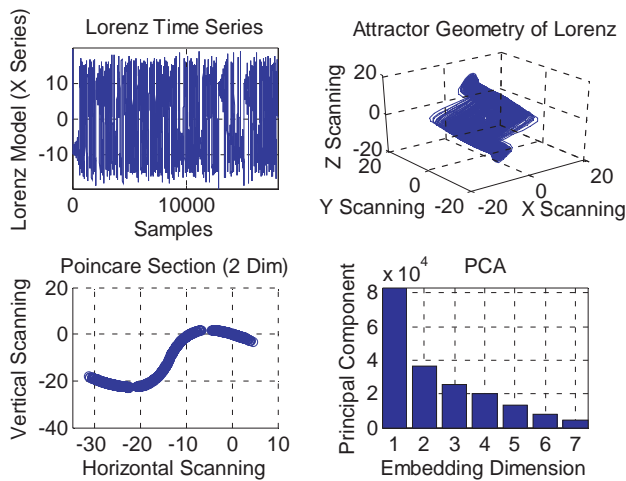 Lorenz Time Series
Lorenz Model (X Series)
10
0
-10
10000
Samples
Attractor Geometry of Lorenz
Z Scanning
20
0
-20
20
0
-20
Y Scanning
-20
0
20
X Scanning
Poincare Section (2 Dim)
Vertical Scanning
20
0
-20
-40
-30
-20
-10
0
10
Horizontal Scanning
PCA
x 10^4
Principal Component
8
6
4
2
0
1 2 3 4 5 6 7
Embedding Dimension